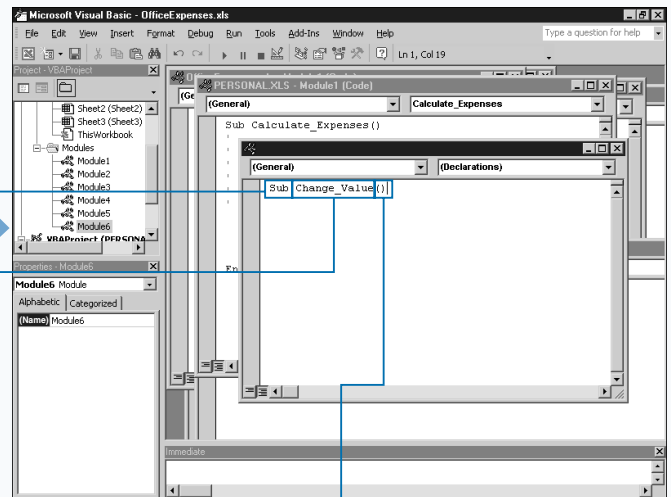 Microsoft Visual Basic - OfficeExpenses.xls
File Edit View Insert Format Debug Run Tools Add-Ins Window Help
Type a question for help
Ln 1, Col 19
Project - VBAProject
Sheet2 (Sheet2)
Sheet3 (Sheet3)
ThisWorkbook
Modules
Module1
Module2
Module3
Module4
Module5
Module6
VBAProject (PERSONA
Properties - Module6
Module6 Module
Alphabetic Categorized
(Name) Module6
(Ge
PERSONAL.XLS - Module1 (Code)
(General) Calculate_Expenses
Sub Calculate_Expenses()
En
(General) (Declarations)
Sub Change_Value()
Immediate